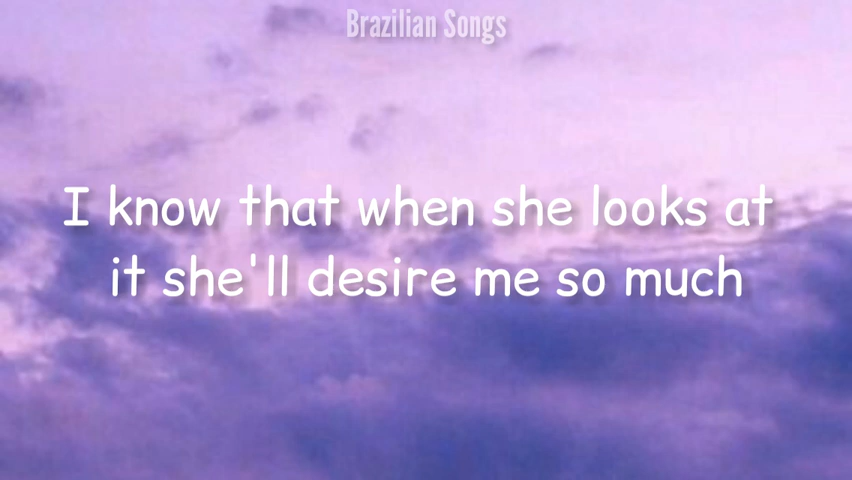 Brazilian Songs
I know that when she looks at
it she'll desire me so much